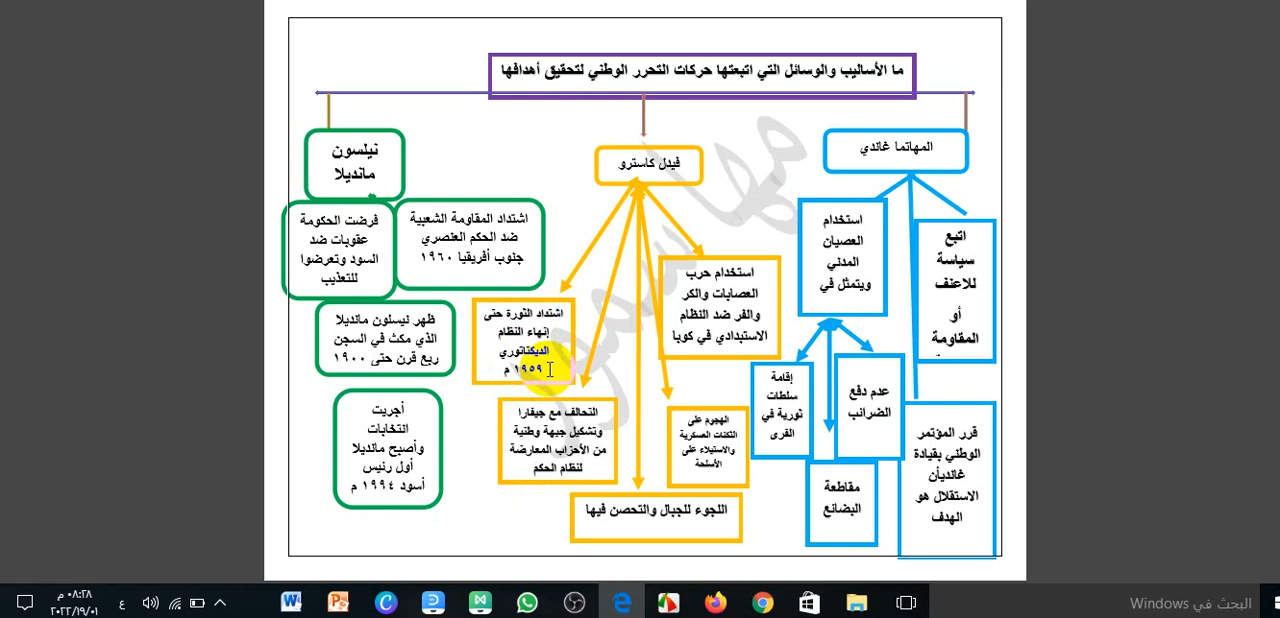 ما الأساليب والوسائل التي اتبعتها حركات التحرر الوطني لتحقيق أهدافها
المهاتما غاندي
اتبع
سياسة
للاعنف
أو
المقاومة
استخدام
العصيان
المدني
ويتمثل في
عدم دفع
الضرائب
إقامة
سلطات
ثورية في
القرى
مقاطعة
البضائع
قرر المؤتمر
الوطني بقيادة
غانديأن
الاستقلال هو
الهدف
فيدل كاسترو
استخدام حرب
العصابات والكر
والفر ضد النظام
الاستبدادي في كوبا
اشتداد الثورة حتى
إنهاء النظام
الديكتاتوري
١٩٥٩ م
الهجوم على
الثكنات العسكرية
والاستيلاء على
الأسلحة
التحالف مع جيفارا
وتشكيل جبهة وطنية
من الأحزاب المعارضة
لنظام الحكم
اللجوء للجبال والتحصن فيها
نيلسون
مانديلا
اشتداد المقاومة الشعبية
ضد الحكم العنصري
جنوب أفريقيا ١٩٦٠
فرضت الحكومة
عقوبات ضد
السود وتعرضوا
للتعذيب
ظهر نيسلون مانديلا
الذي مكث في السجن
ربع قرن حتى ١٩٠٠
أجريت
انتخابات
وأصبح مانديلا
أول رئيس
أسود ١٩٩٤ م
مها سمور
البحث في Windows
ع
٠٨:٢٨ م
٢٠٢٢/١٩/٠١